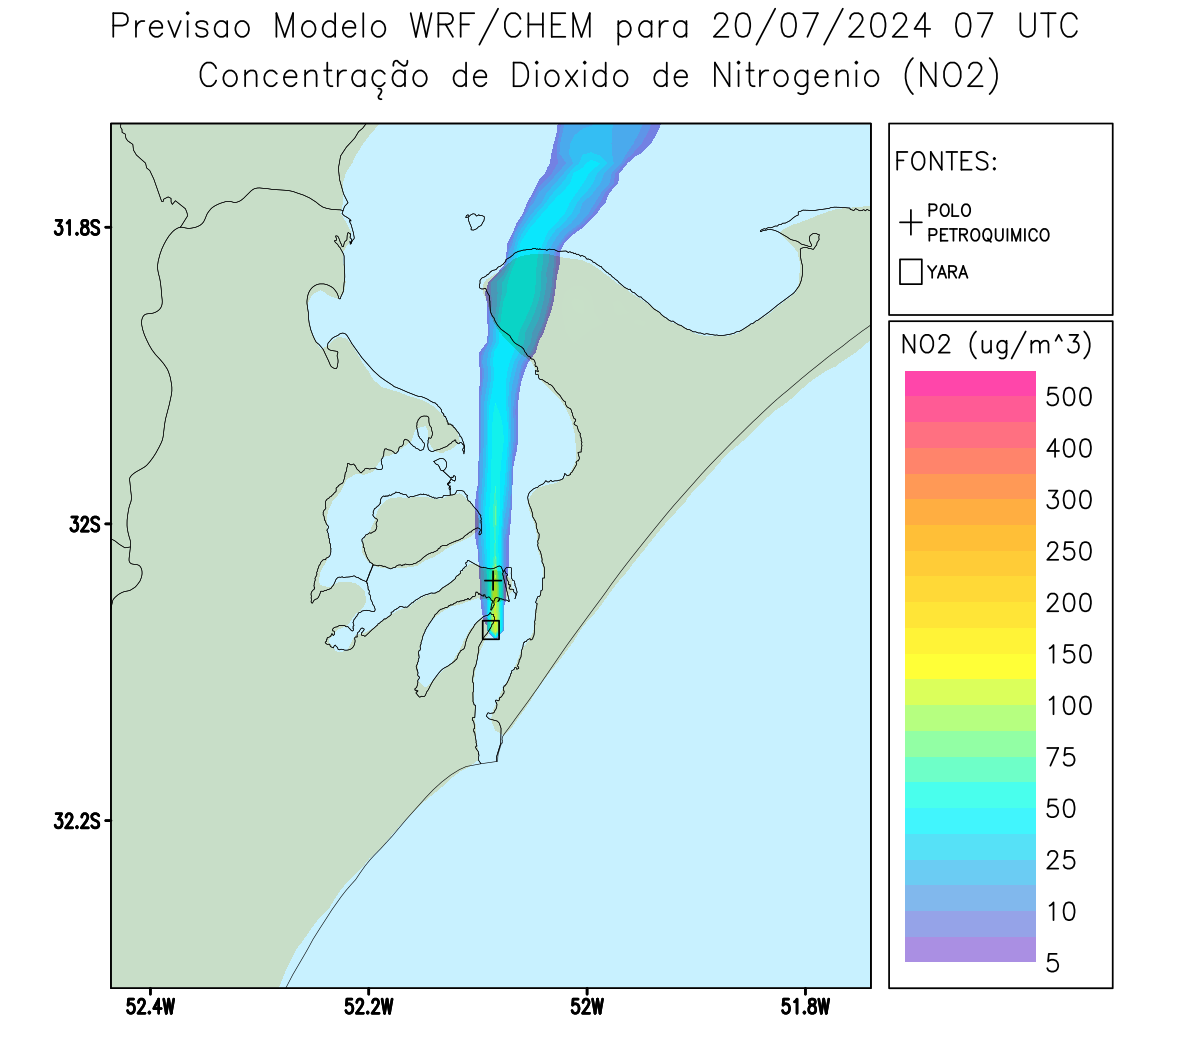 Previsao Modelo WRF/CHEM para 20/07/2024 07 UTC
Concentração de Dioxido de Nitrogenio (NO2)
FONTES:
POLO
PETROQUIMICO
YARA
31.8S
32S
32.2S
52.4W
52.2W
52W
51.8W
NO2 (ug/m^3)
500
400
300
250
200
150
100
75
50
25
10
5